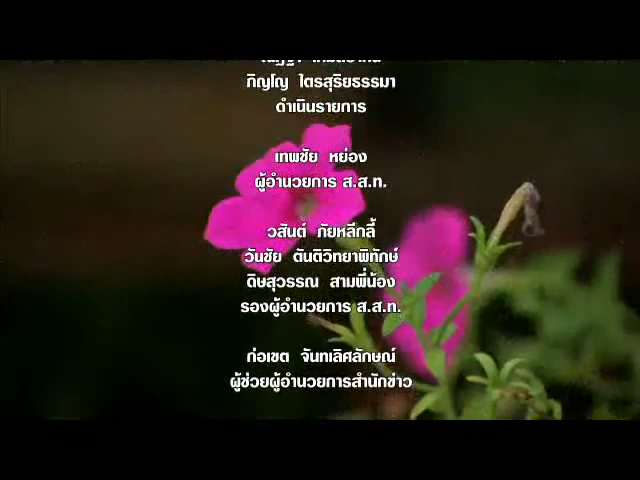 ภิญโญ ไตรสุริยธรรมา
ดำเนินรายการ
เทพชัย หย่อง
ผู้อำนวยการ ส.ส.ท.
วสันต์ ภัยหลีกลี้
วันชัย ตันติวิทยาพิทักษ์
ดิษสุวรรณ สามพี่น้อง
รองผู้อำนวยการ ส.ส.ท.
ก่อเขต จันทเลิศลักษณ์
ผู้ช่วยผู้อำนวยการสำนักข่าว